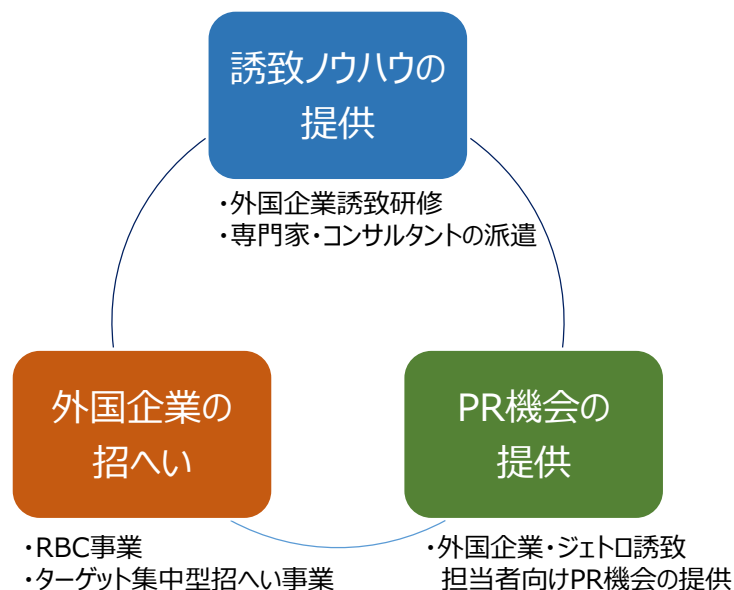 誘致ノウハウの
提供
・外国企業誘致研修
・専門家・コンサルタントの派遣
外国企業の
招へい
・RBC事業
・ターゲット集中型招へい事業
PR機会の
提供
・外国企業・ジェトロ誘致
担当者向けPR機会の提供